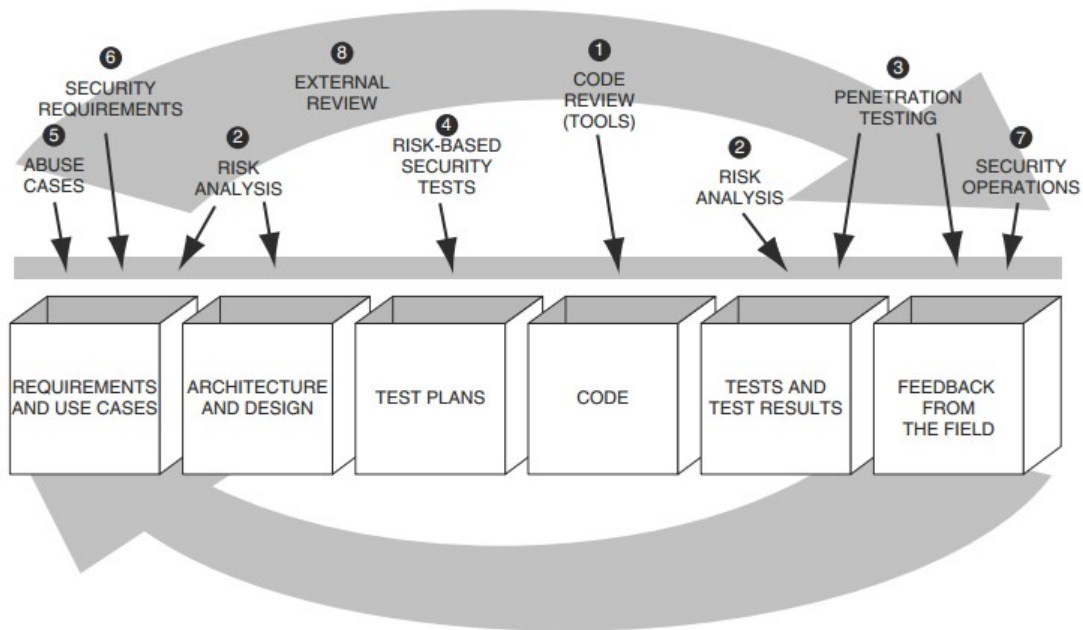 6
SECURITY
REQUIREMENTS
5
ABUSE
CASES
2
RISK
ANALYSIS
8
EXTERNAL
REVIEW
4
RISK-BASED
SECURITY
TESTS
1
CODE
REVIEW
(TOOLS)
2
RISK
ANALYSIS
3
PENETRATION
TESTING
7
SECURITY
OPERATIONS
REQUIREMENTS
AND USE CASES
ARCHITECTURE
AND DESIGN
TEST PLANS
CODE
TESTS AND
TEST RESULTS
FEEDBACK
FROM
THE FIELD